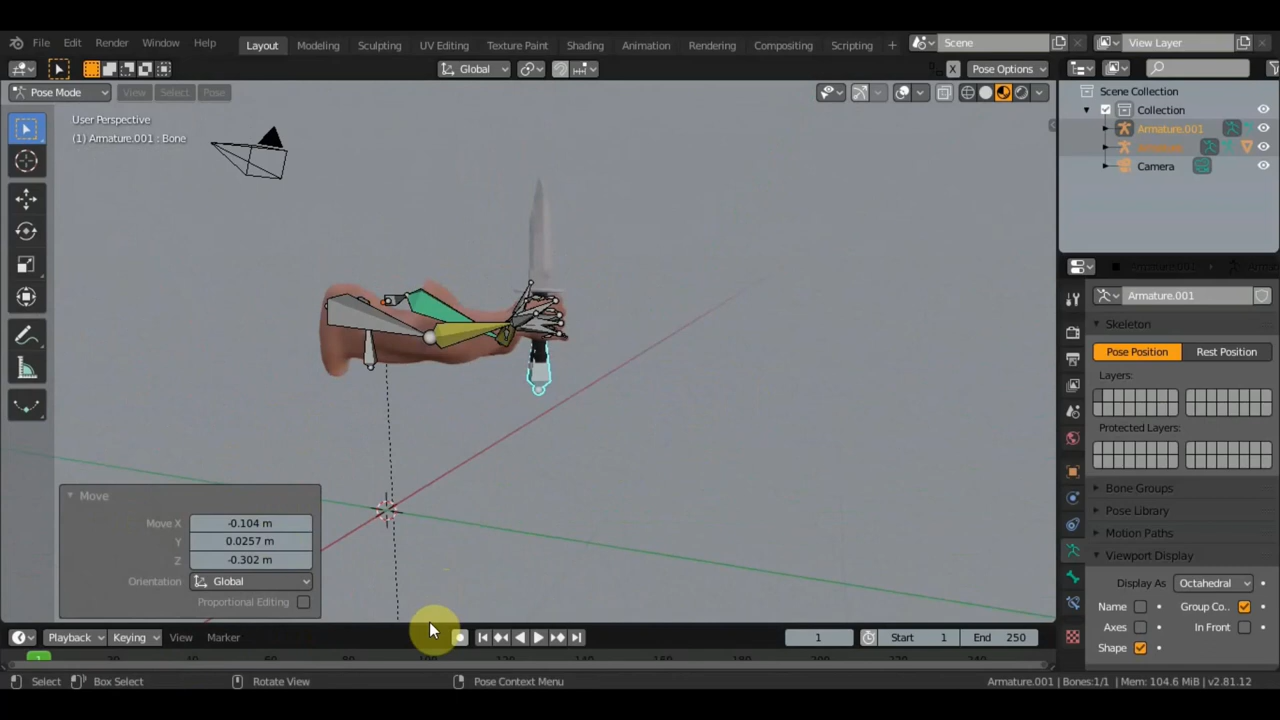 File Edit Render Window Help Layout Modeling Sculpting UV Editing Texture Paint Shading Animation Rendering Compositing Scripting + Scene View Layer
Global X Pose Options
Pose Mode View Select Pose
User Perspective
(1) Armature.001 : Bone
Scene Collection
Collection
Armature.001
Camera
Armature.001
Skeleton
Pose Position Rest Position
Layers:
Protected Layers:
Bone Groups
Pose Library
Motion Paths
Viewport Display
Display As Octahedral
Name Group Co..
Axes In Front
Shape
Move
Move X -0.104 m
Y 0.0257 m
Z -0.302 m
Orientation Global
Proportional Editing
Playback Keying View Marker 1 Start 1 End 250
Select Box Select Rotate View Pose Context Menu Armature.001 | Bones:1/1 | Mem: 104.6 MiB | v2.81.12